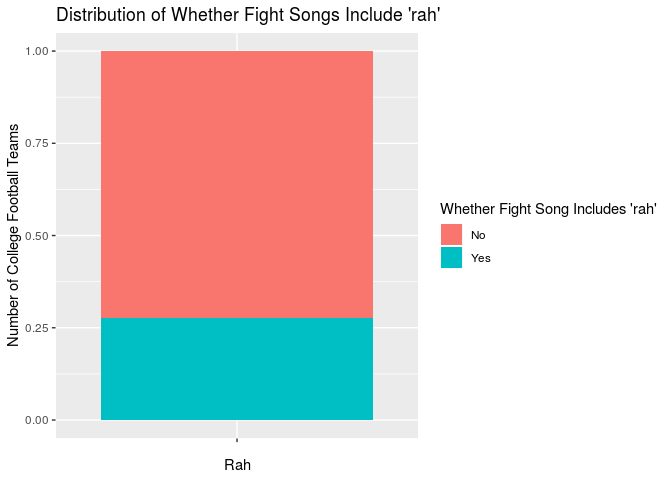 Distribution of Whether Fight Songs Include 'rah'
Number of College Football Teams
1.00
0.75
0.50
0.25
0.00
Rah
Whether Fight Song Includes 'rah'
No
Yes